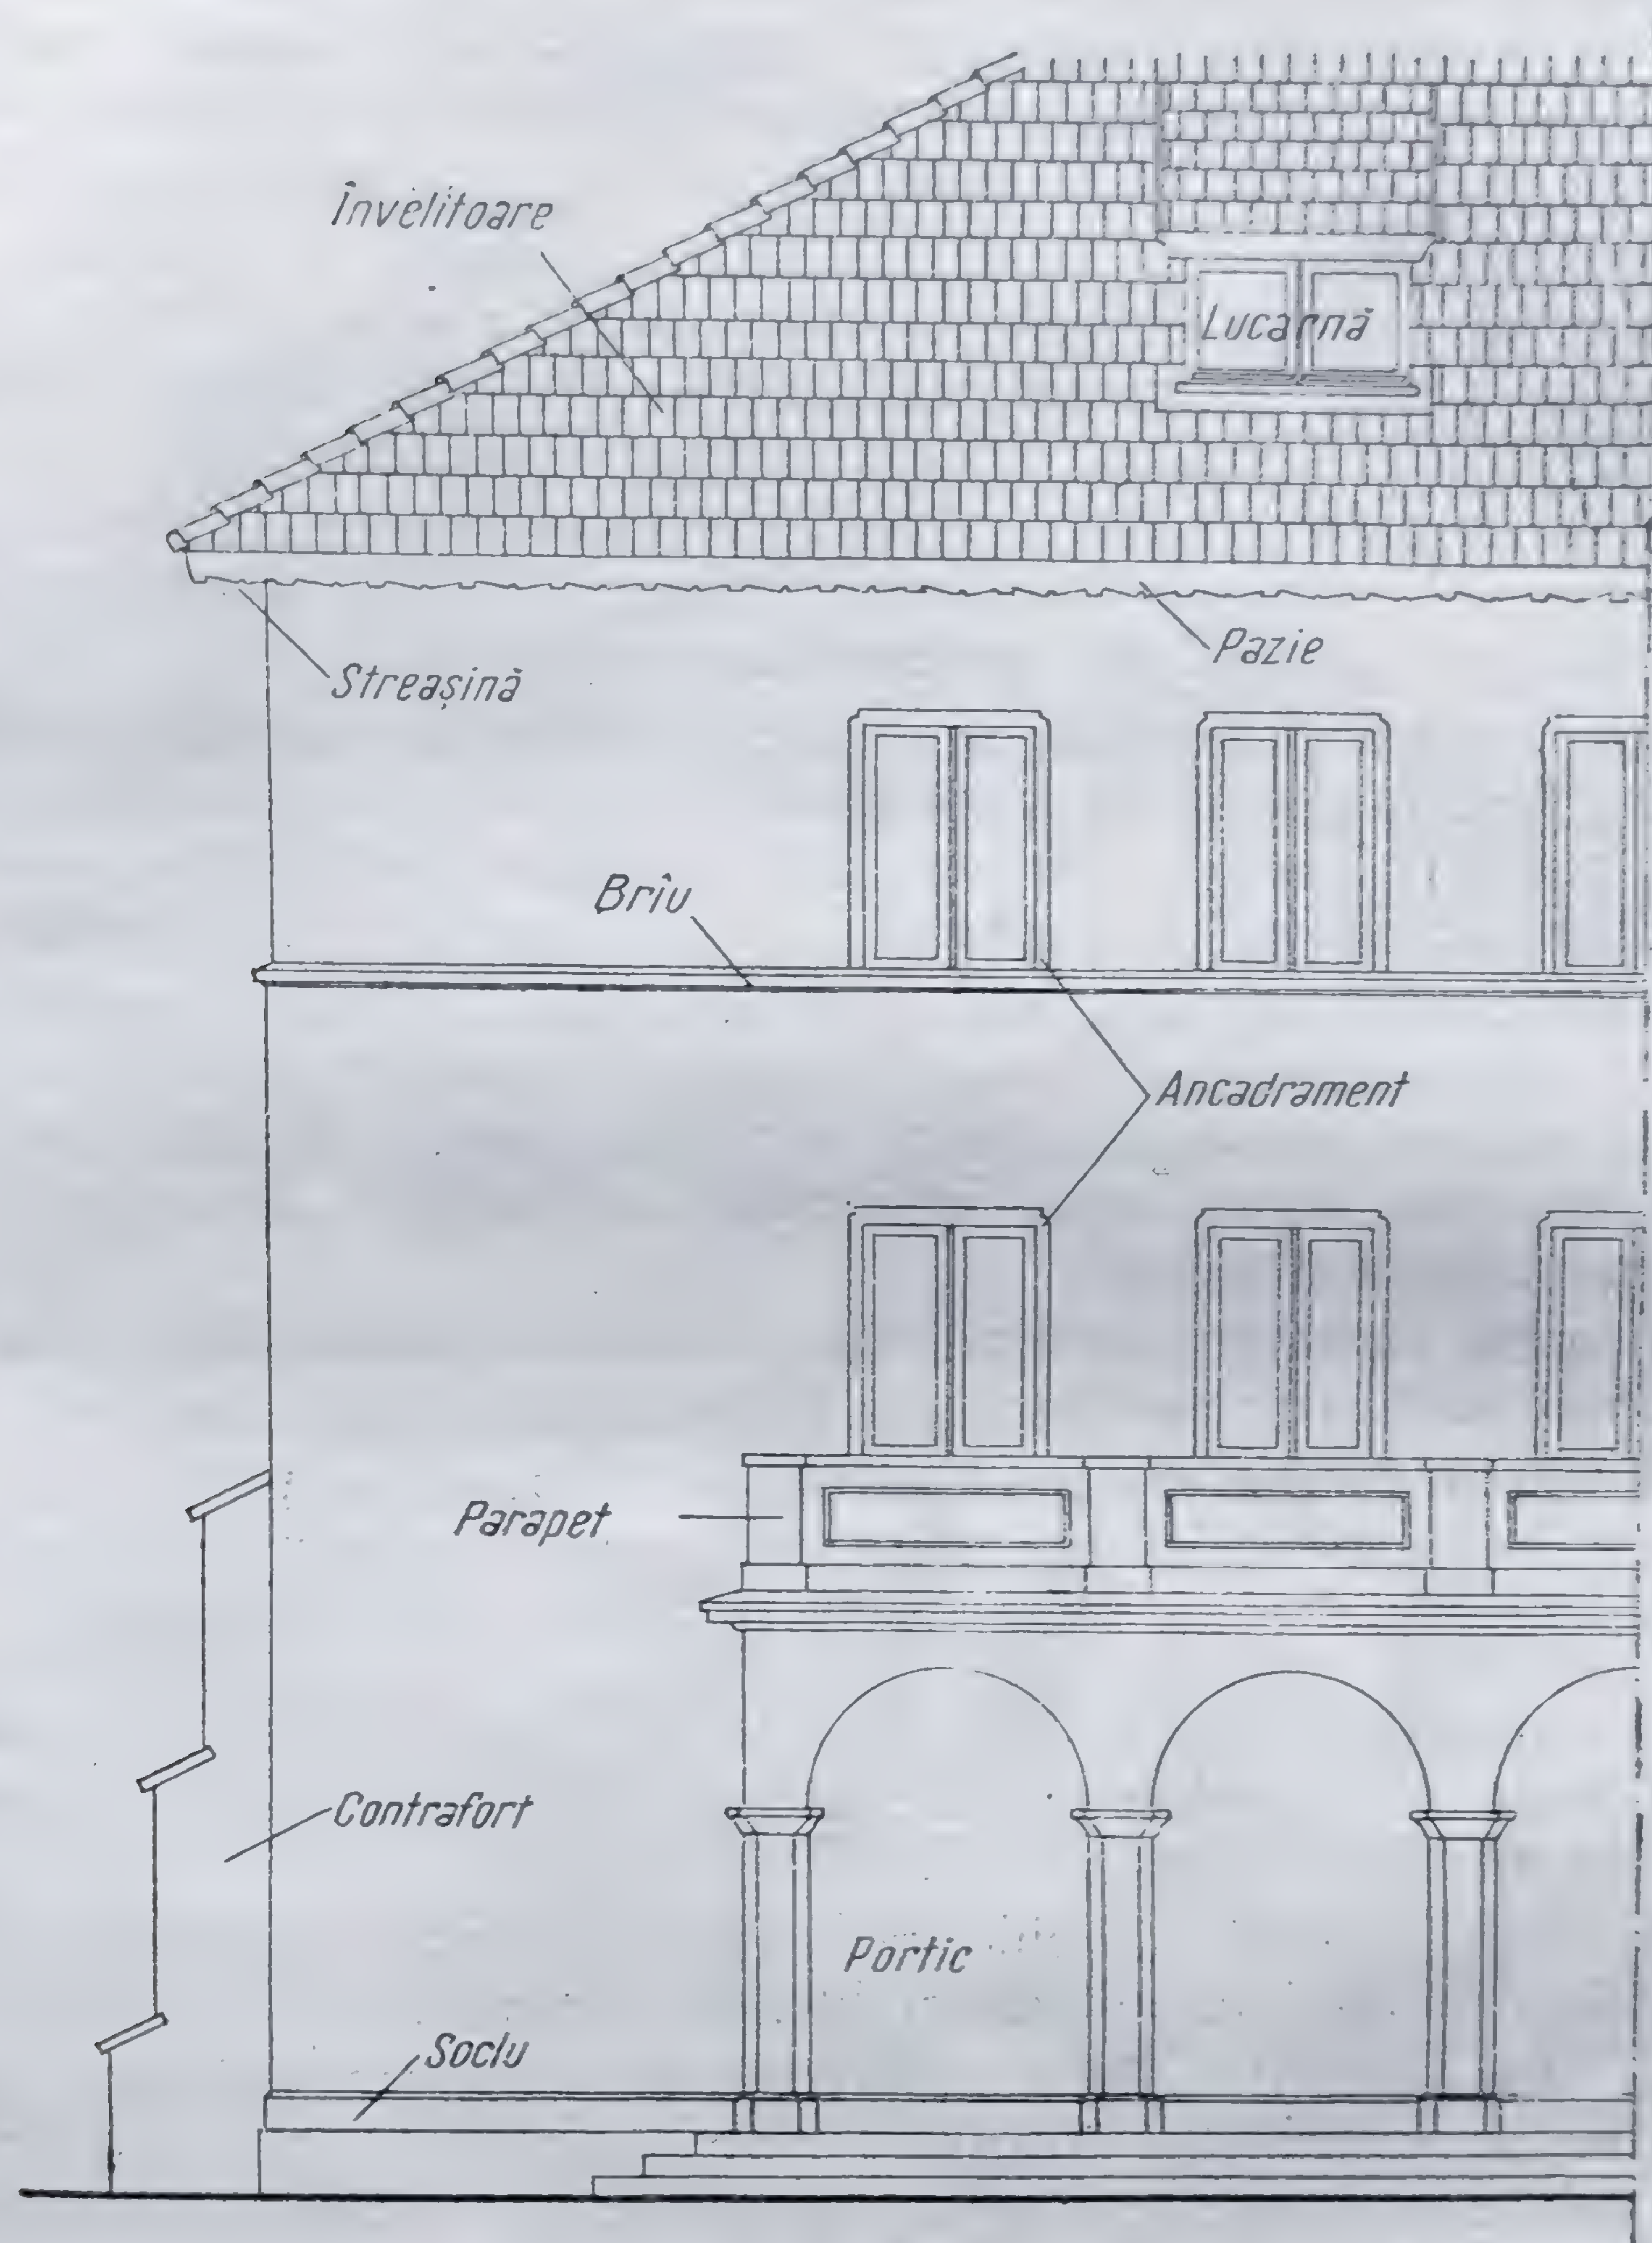 Învelitoare
Lucarnă
Pazie
Streașină
Brîu
Ancadrament
Parapet
Contrafort
Portic
Soclu